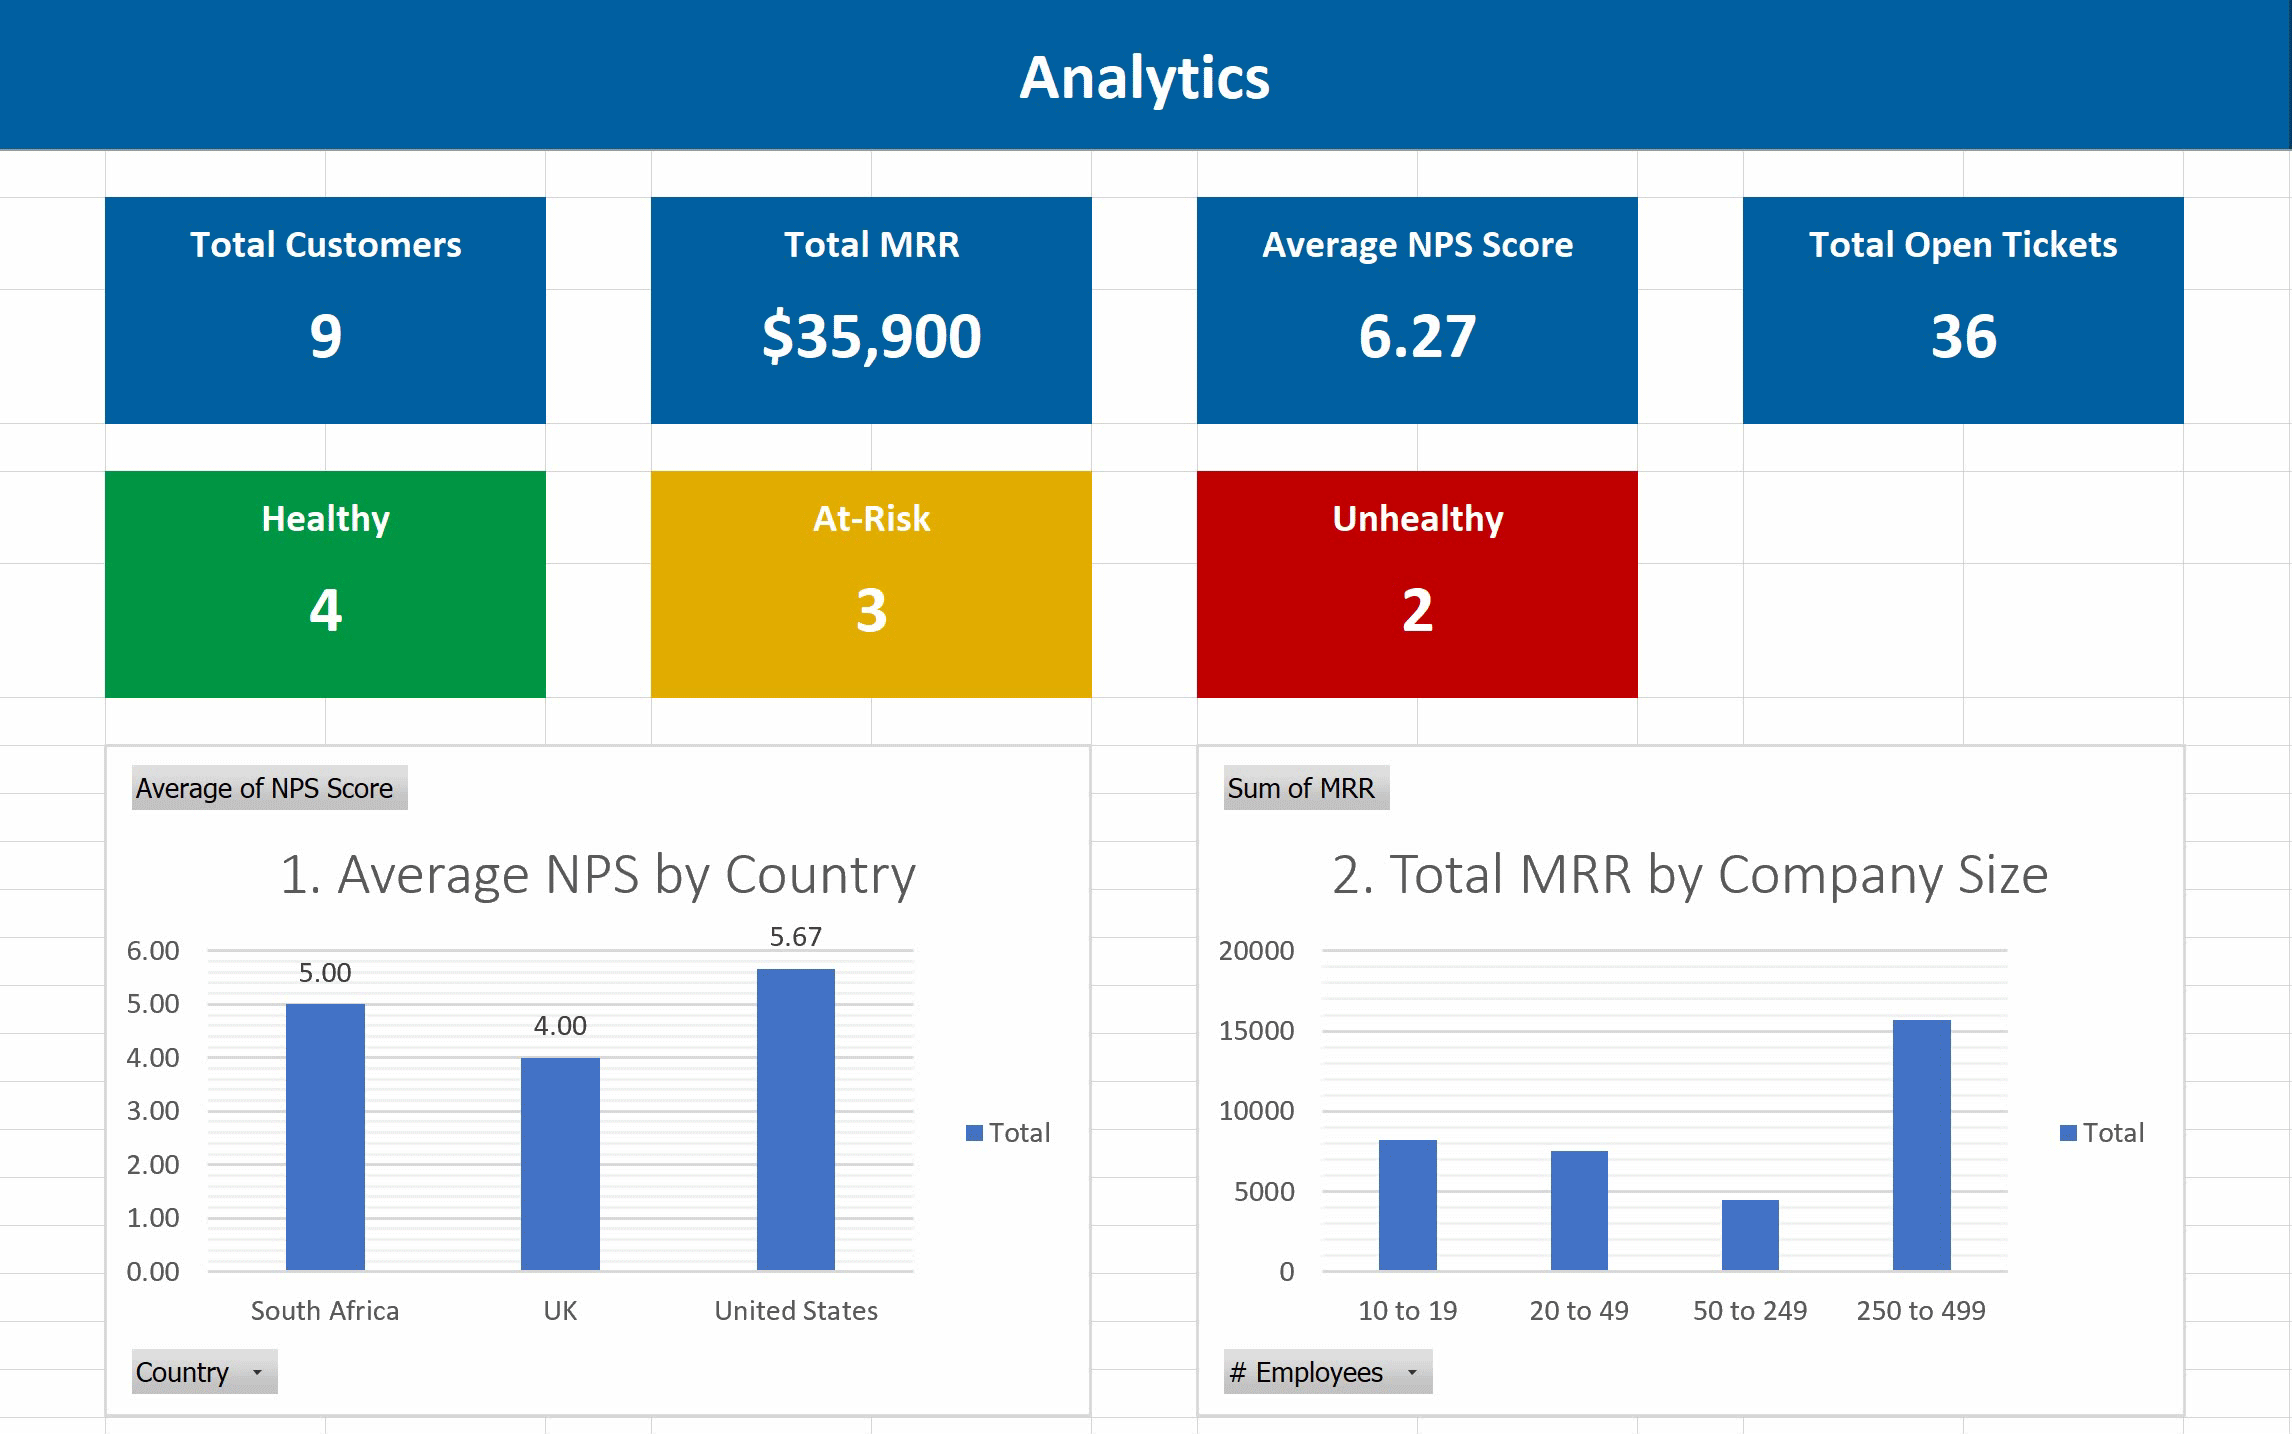 Analytics
Total Customers
9
Total MRR
$35,900
Average NPS Score
6.27
Total Open Tickets
36
Healthy
4
At-Risk
3
Unhealthy
2
Average of NPS Score
1. Average NPS by Country
6.00
5.00
4.00
3.00
2.00
1.00
0.00
5.00
4.00
5.67
South Africa
UK
United States
Total
Country
Sum of MRR
2. Total MRR by Company Size
20000
15000
10000
5000
0
10 to 19
20 to 49
50 to 249
250 to 499
Total
# Employees